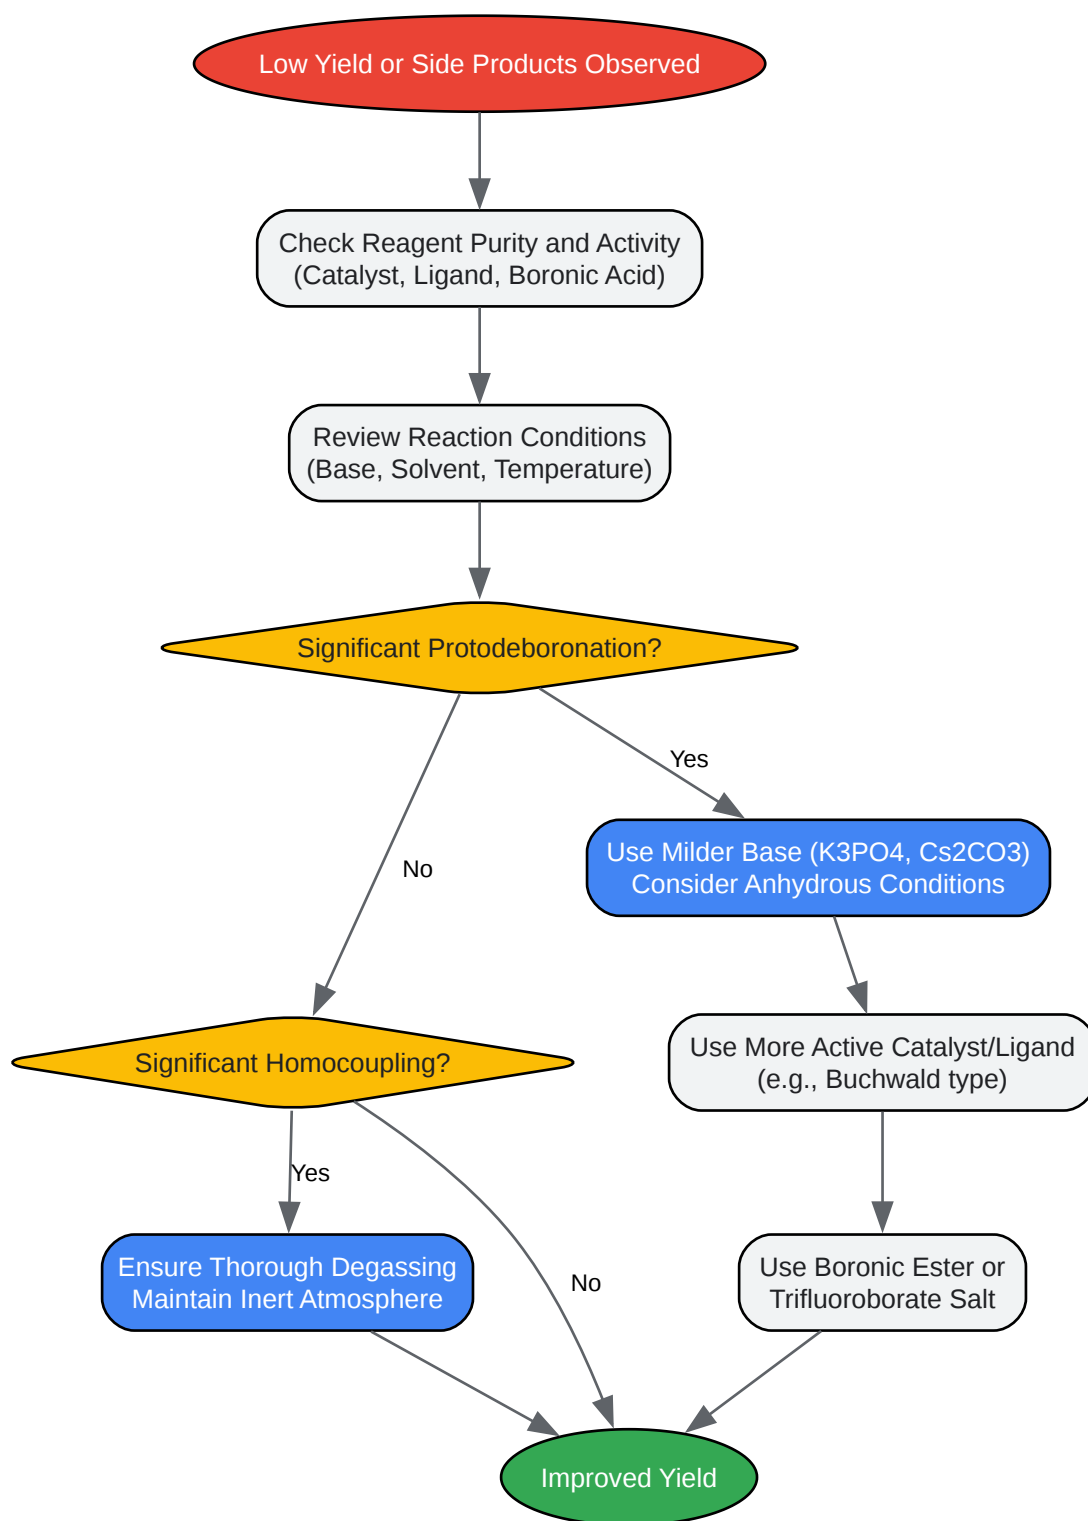 Low Yield or Side Products Observed
Check Reagent Purity and Activity
(Catalyst, Ligand, Boronic Acid)
Review Reaction Conditions
(Base, Solvent, Temperature)
Significant Protodeboronation?
Yes
No
Use Milder Base (K3PO4, Cs2CO3)
Consider Anhydrous Conditions
Significant Homocoupling?
Use More Active Catalyst/Ligand
(e.g., Buchwald type)
Yes
No
Ensure Thorough Degassing
Maintain Inert Atmosphere
Use Boronic Ester or
Trifluoroborate Salt
Improved Yield